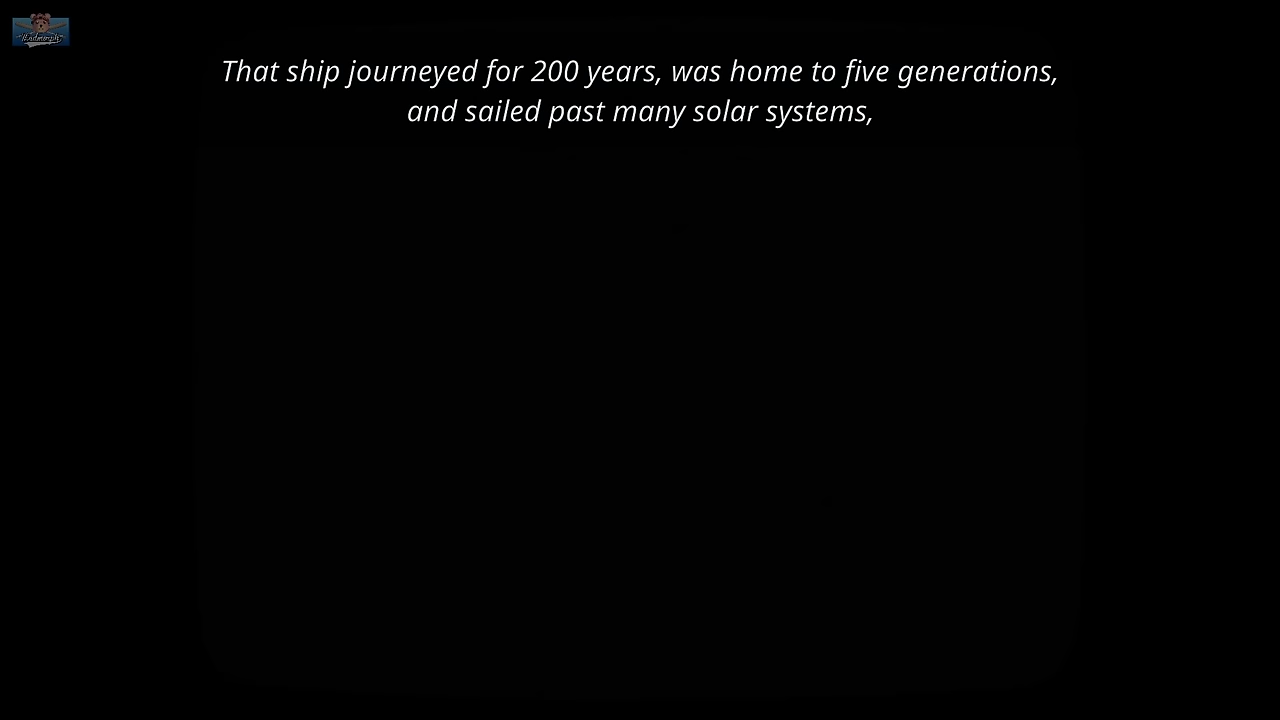 That ship journeyed for 200 years, was home to five generations,
and sailed past many solar systems,